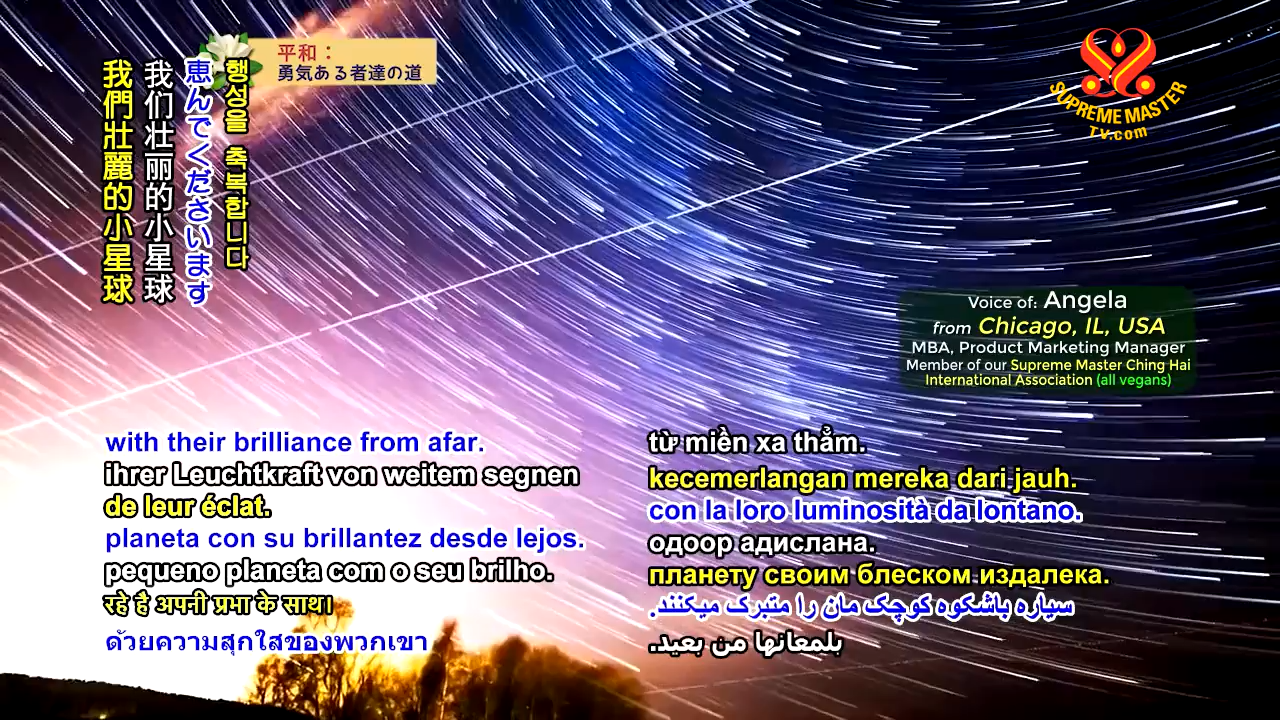 平和：
勇気ある者達の道
행성을 축복합니다
恵んでくださいます
我们壮丽的小星球
我們壯麗的小星球
SUPREME MASTER
TV.com
Voice of: Angela
from Chicago, IL, USA
MBA, Product Marketing Manager
Member of our Supreme Master Ching Hai
International Association (all vegans)
with their brilliance from afar.
ihrer Leuchtkraft von weitem segnen
de leur éclat.
planeta con su brillantez desde lejos.
pequeno planeta com o seu brilho.
रहे है अपनी प्रभा के साथ।
ด้วยความสุกใสของพวกเขา
từ miền xa thẳm.
kecemerlangan mereka dari jauh.
con la loro luminosità da lontano.
одоор адислана.
планету своим блеском издалека.
سیاره باشکوه کوچک مان را متبرک میکنند.
بلمعانها من بعيد.